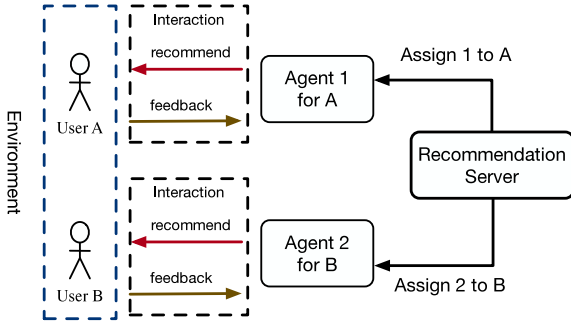 Environment
Interaction
recommend
feedback
User A
Agent 1
for A
Assign 1 to A
Recommendation
Server
Interaction
recommend
feedback
User B
Agent 2
for B
Assign 2 to B